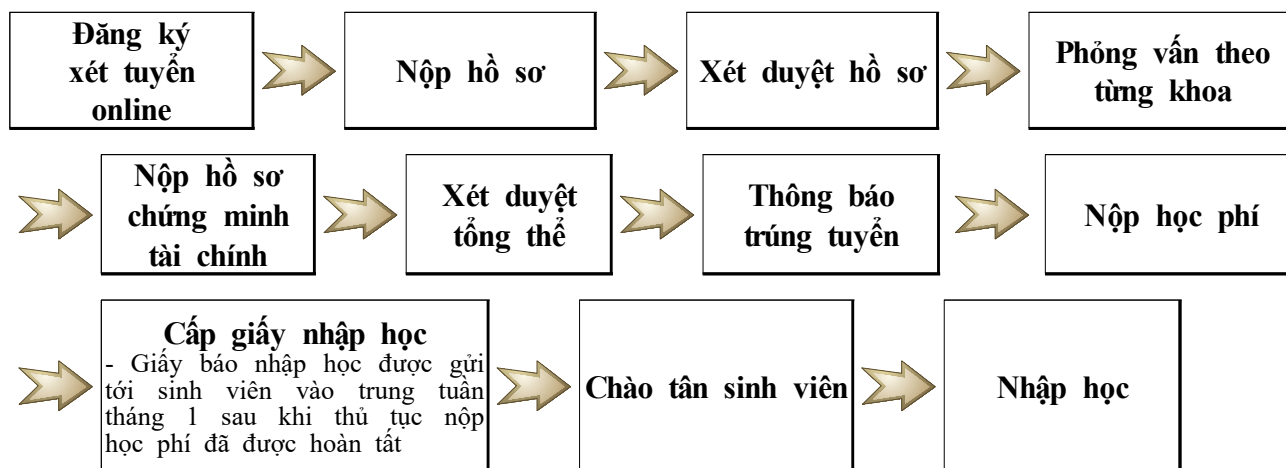 Đăng ký
xét tuyển
online
Nộp hồ sơ
Xét duyệt hồ sơ
Phỏng vấn theo
từng khoa
Nộp hồ sơ
chứng minh
tài chính
Xét duyệt
tổng thể
Thông báo
trúng tuyển
Nộp học phí
Cấp giấy nhập học
- Giấy báo nhập học được gửi
tới sinh viên vào trung tuần
tháng 1 sau khi thủ tục nộp
học phí đã được hoàn tất
Chào tân sinh viên
Nhập học